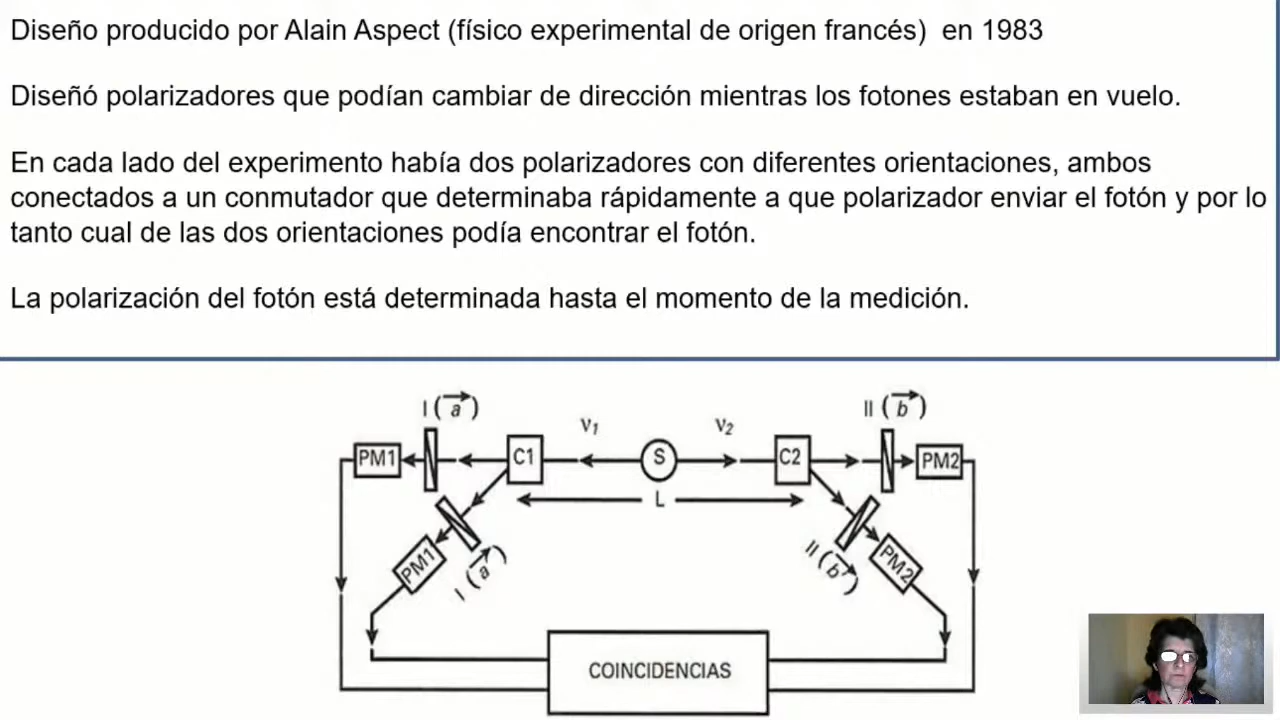 Diseño producido por Alain Aspect (físico experimental de origen francés)  en 1983
Diseñó polarizadores que podían cambiar de dirección mientras los fotones estaban en vuelo.
En cada lado del experimento había dos polarizadores con diferentes orientaciones, ambos
conectados a un conmutador que determinaba rápidamente a que polarizador enviar el fotón y por lo
tanto cual de las dos orientaciones podía encontrar el fotón.
La polarización del fotón está determinada hasta el momento de la medición.
I (a) II (b)
ν1 ν2
PM1 C1 S C2 PM2
L
PM1 I (a') II (b') PM2
COINCIDENCIAS